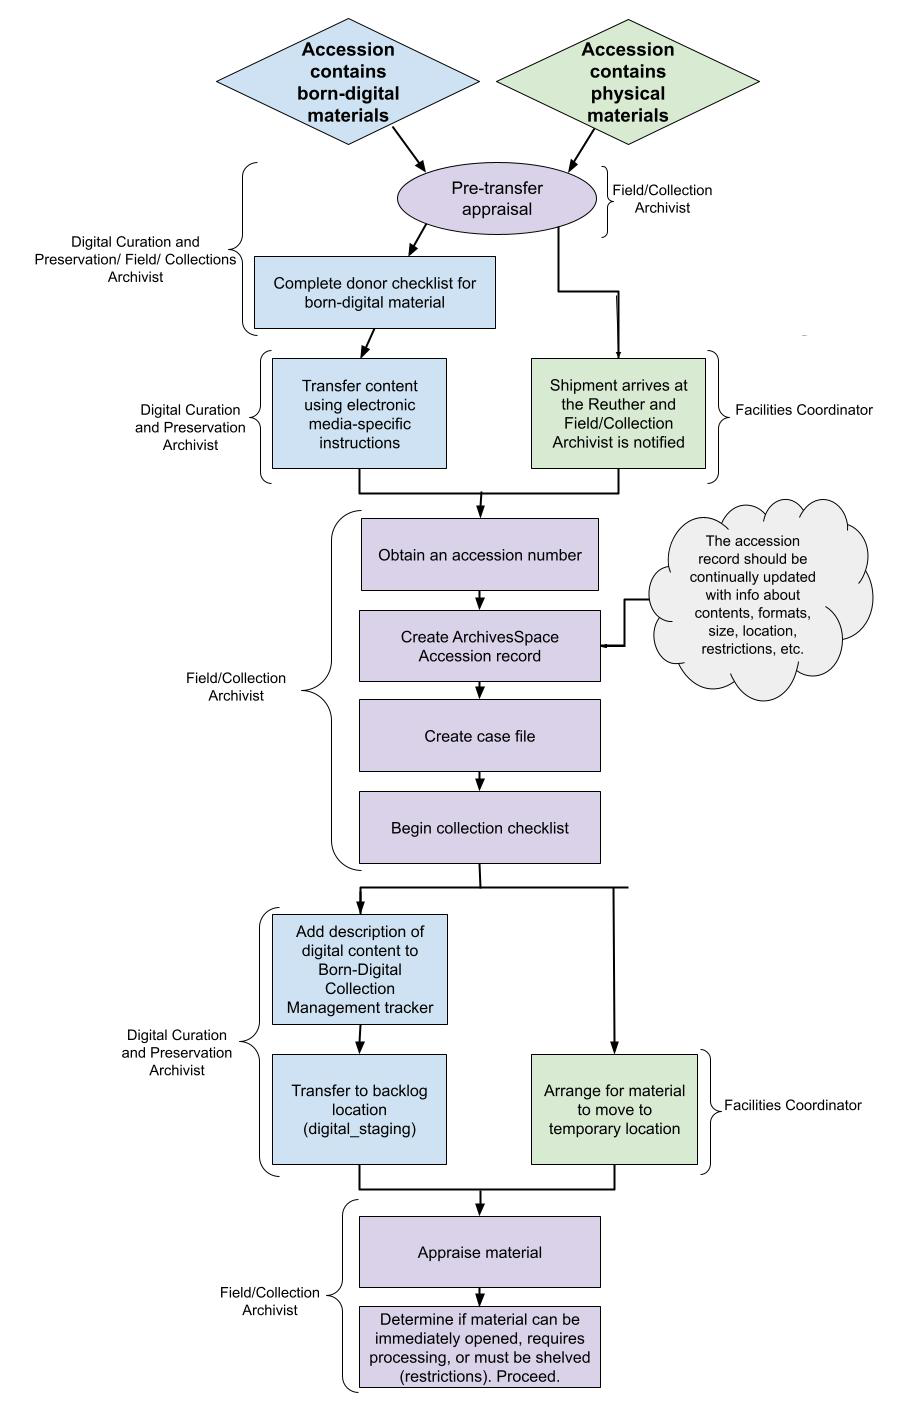 Accession
contains
born-digital
materials
Accession
contains
physical
materials
Pre-transfer
appraisal
Field/Collection
Archivist
Digital Curation and
Preservation/ Field/ Collections
Archivist
Complete donor checklist for
born-digital material
Digital Curation
and Preservation
Archivist
Transfer content
using electronic
media-specific
instructions
Shipment arrives at
the Reuther and
Field/Collection
Archivist is notified
Facilities Coordinator
Obtain an accession number
The accession
record should be
continually updated
with info about
contents, formats,
size, location,
restrictions, etc.
Create ArchivesSpace
Accession record
Field/Collection
Archivist
Create case file
Begin collection checklist
Add description of
digital content to
Born-Digital
Collection
Management tracker
Digital Curation
and Preservation
Archivist
Transfer to backlog
location
(digital_staging)
Arrange for material
to move to
temporary location
Facilities Coordinator
Appraise material
Field/Collection
Archivist
Determine if material can be
immediately opened, requires
processing, or must be shelved
(restrictions). Proceed.